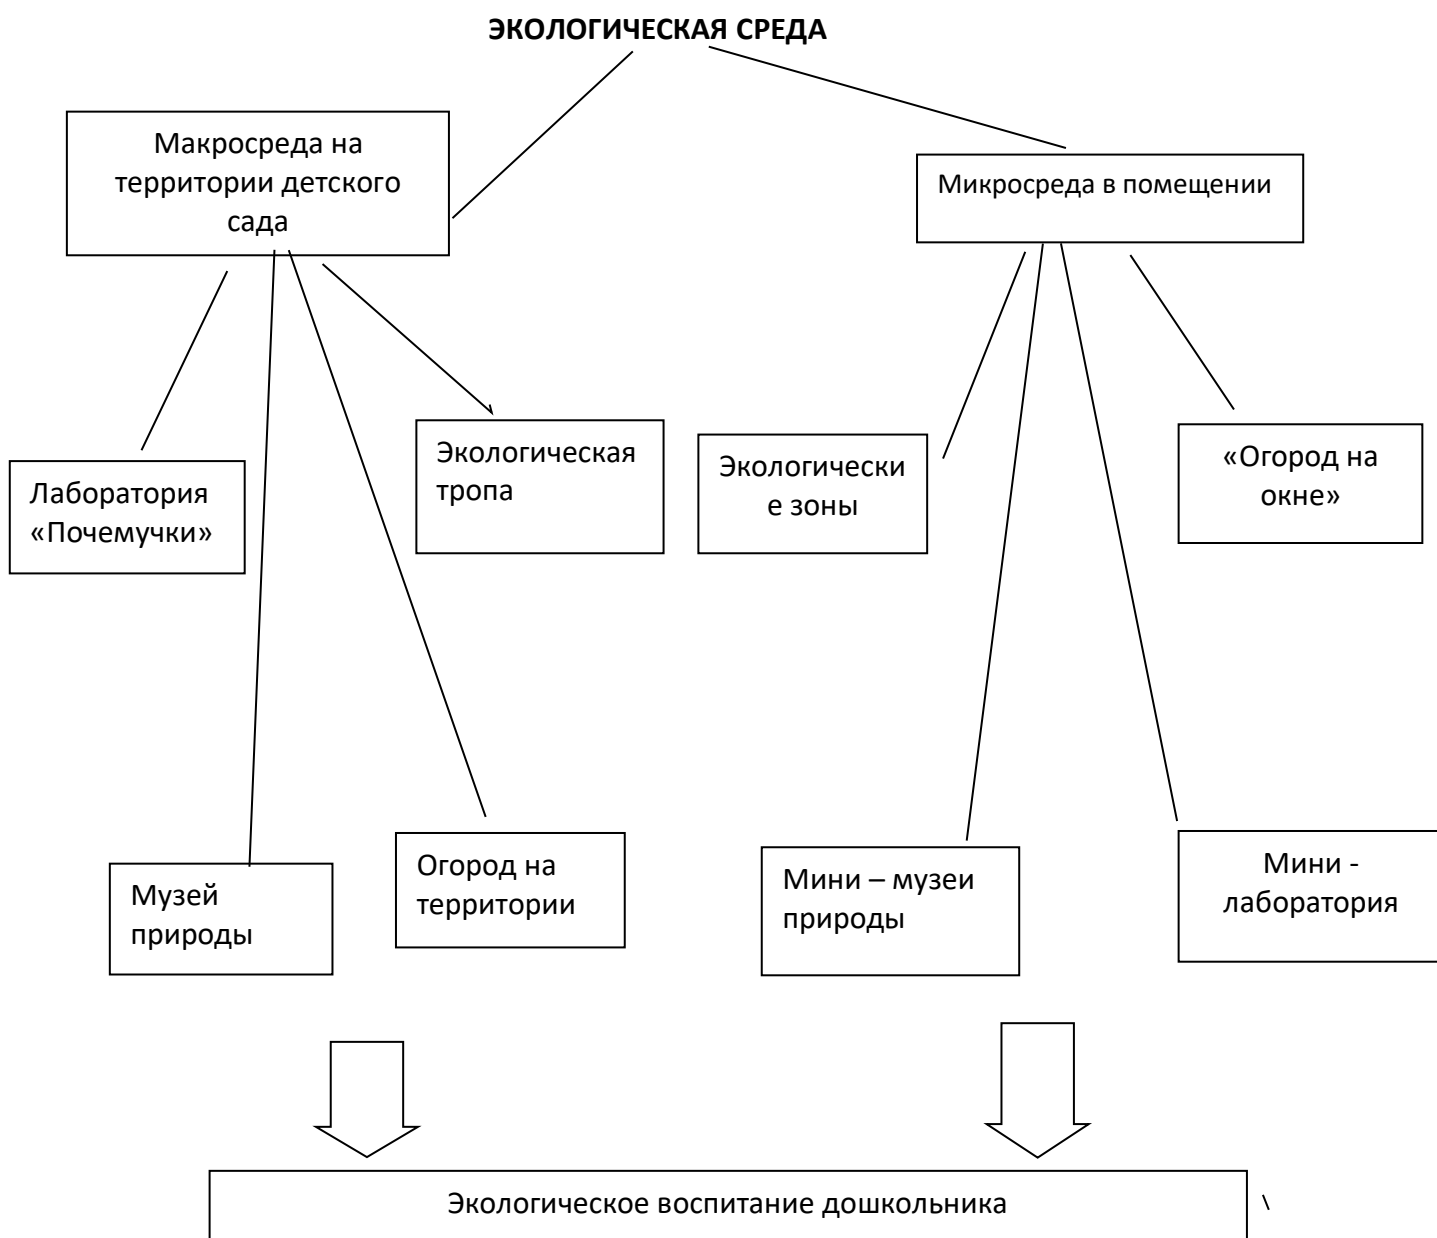 ЭКОЛОГИЧЕСКАЯ СРЕДА
Макросреда на
территории детского
сада
Микросреда в помещении
Лаборатория
«Почемучки»
Экологическая
тропа
Экологически
е зоны
«Огород на
окне»
Музей
природы
Огород на
территории
Мини – музеи
природы
Мини -
лаборатория
Экологическое воспитание дошкольника